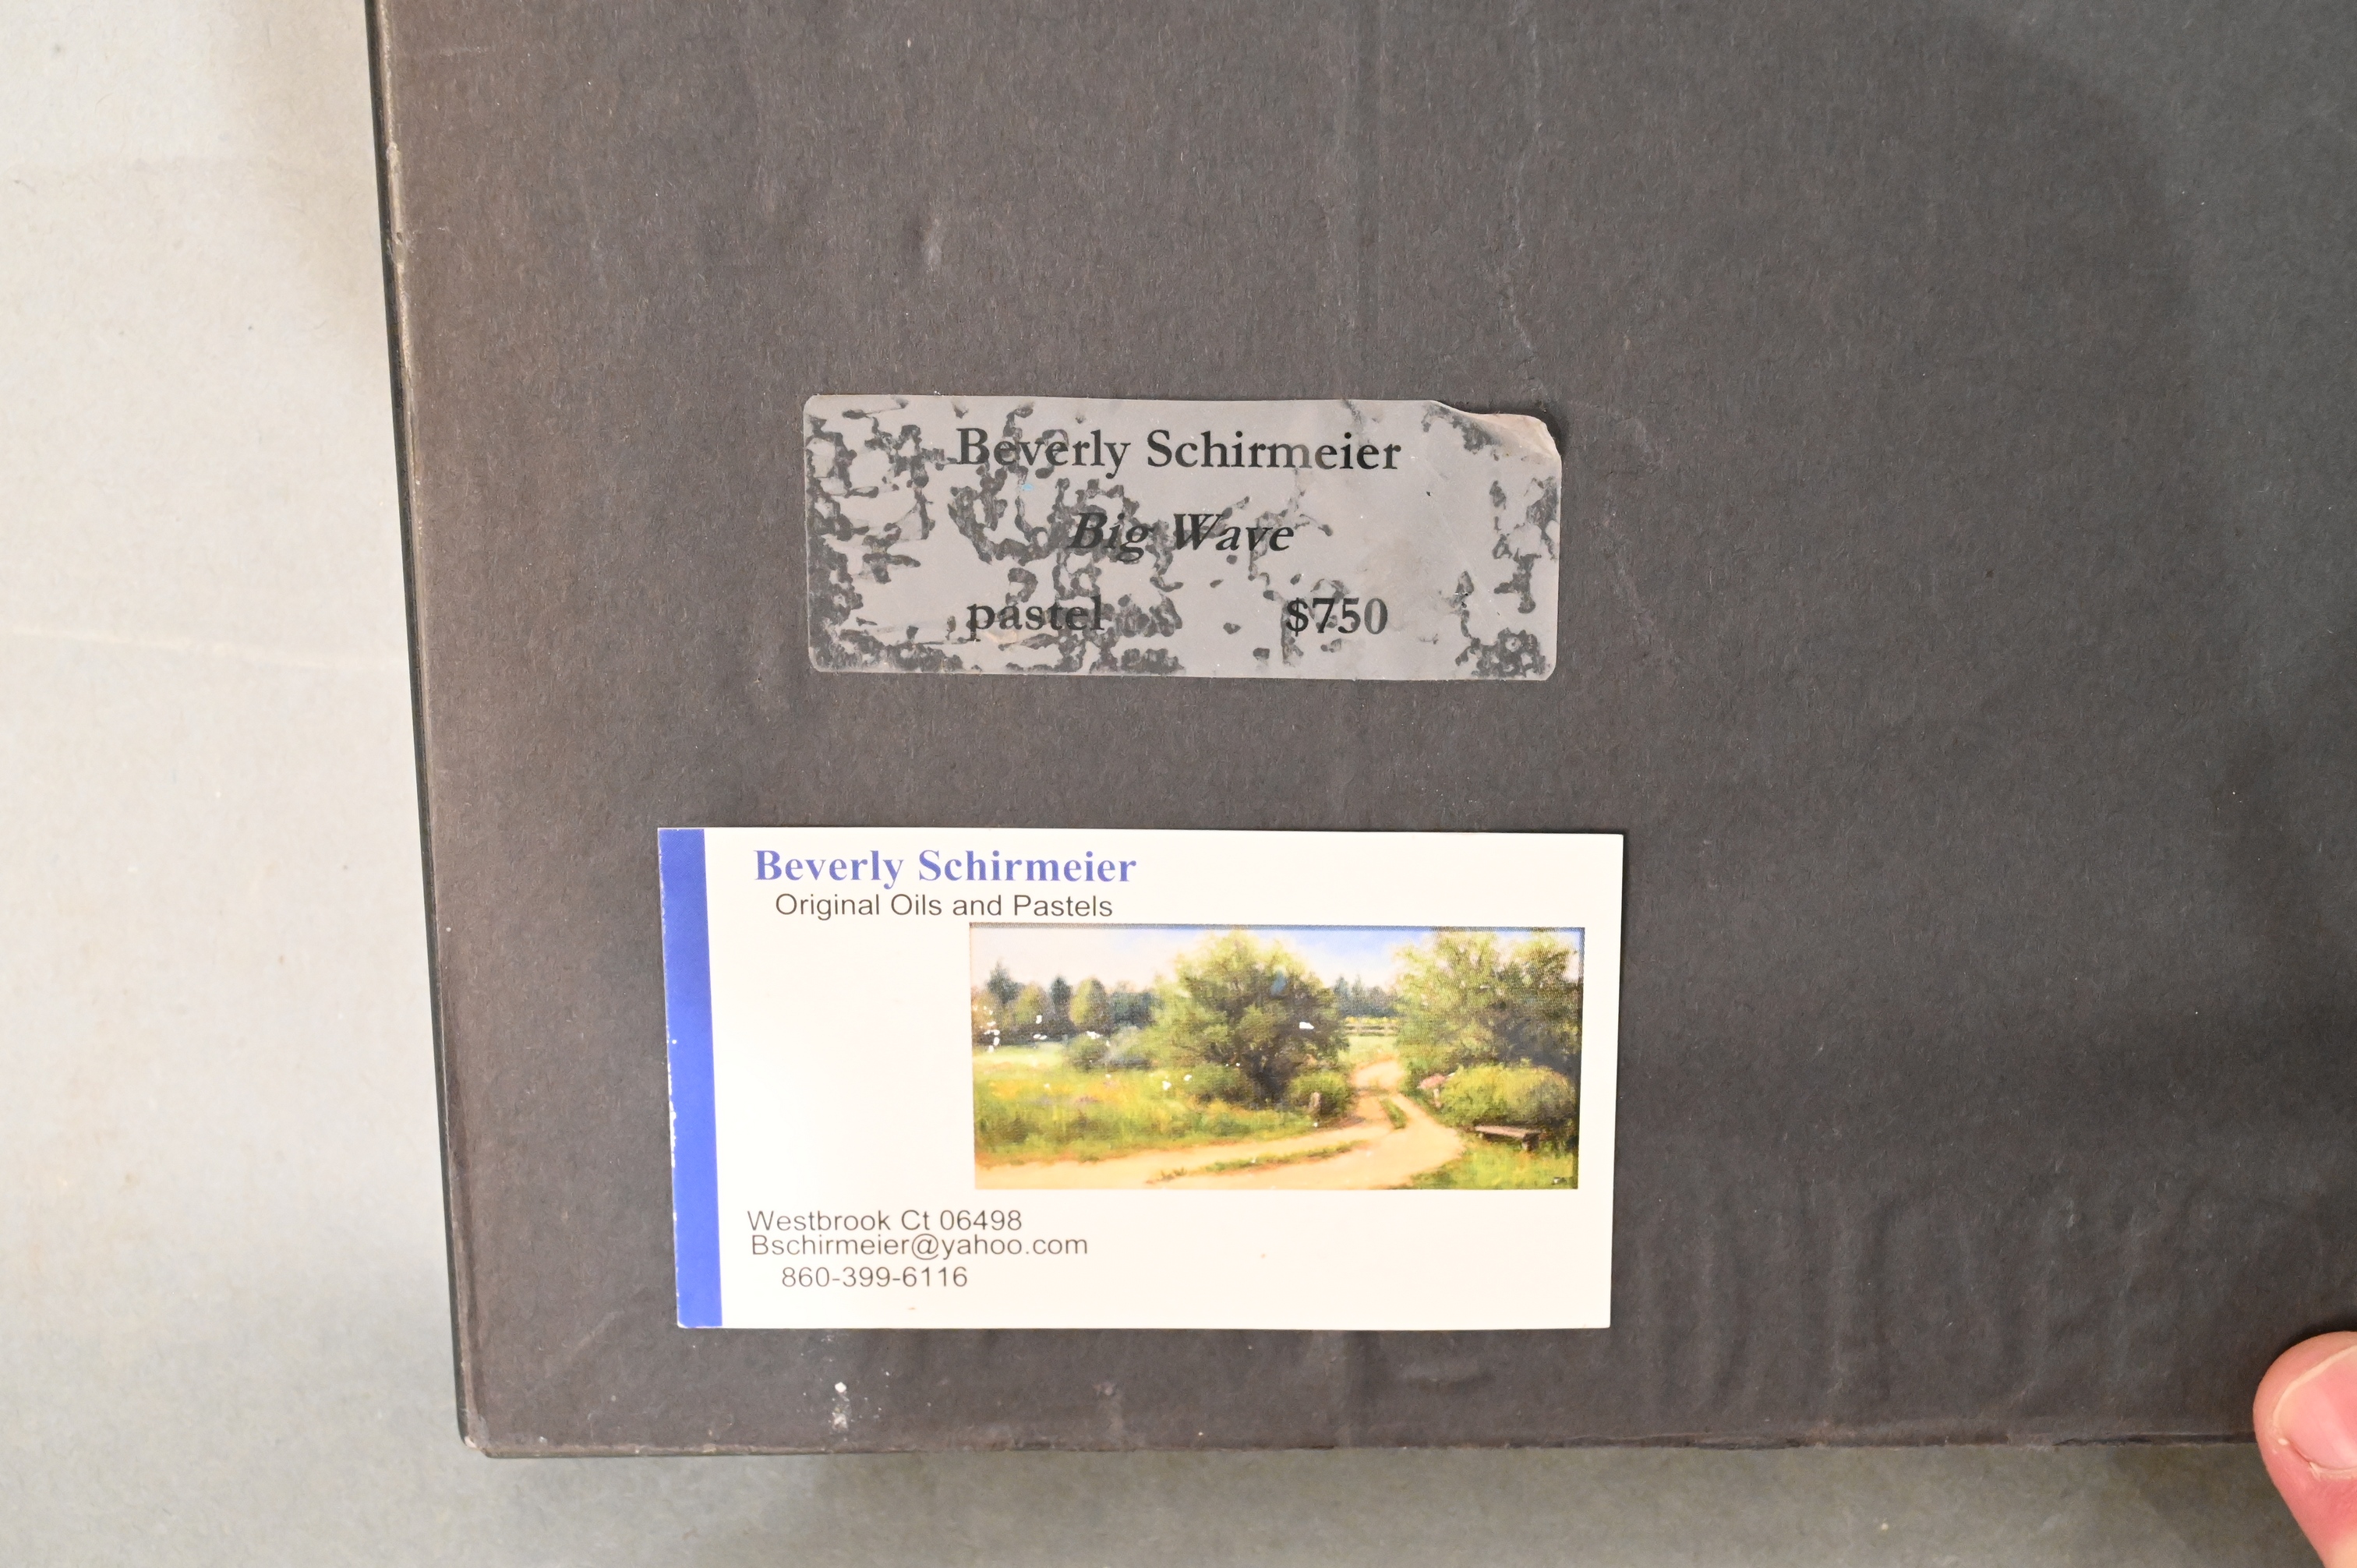 Beverly Schirmeier
Big Wave
pastel $750
Beverly Schirmeier
Original Oils and Pastels
Westbrook Ct 06498
Bschirmeier@yahoo.com
860-399-6116